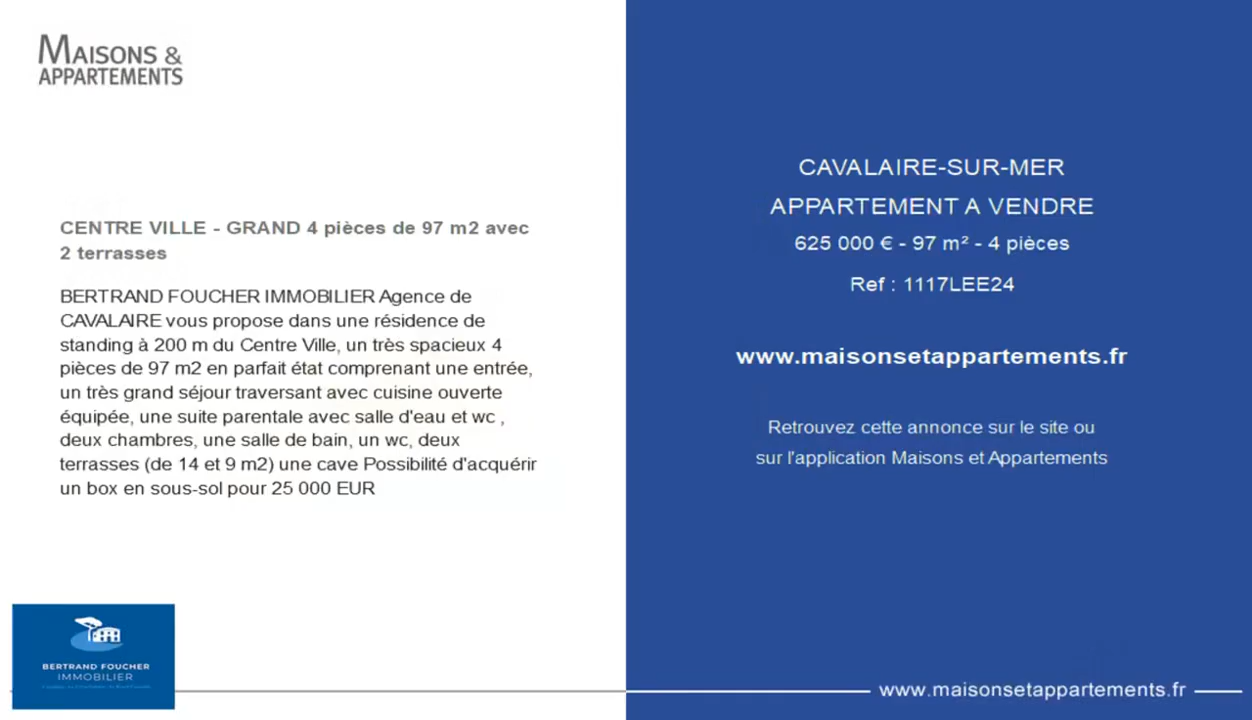 MAISONS &
APPARTEMENTS
CENTRE VILLE - GRAND 4 pièces de 97 m2 avec
2 terrasses
BERTRAND FOUCHER IMMOBILIER Agence de
CAVALAIRE vous propose dans une résidence de
standing à 200 m du Centre Ville, un très spacieux 4
pièces de 97 m2 en parfait état comprenant une entrée,
un très grand séjour traversant avec cuisine ouverte
équipée, une suite parentale avec salle d'eau et wc ,
deux chambres, une salle de bain, un wc, deux
terrasses (de 14 et 9 m2) une cave Possibilité d'acquérir
un box en sous-sol pour 25 000 EUR
BERTRAND FOUCHER
IMMOBILIER
CAVALAIRE-SUR-MER
APPARTEMENT A VENDRE
625 000 € - 97 m² - 4 pièces
Ref : 1117LEE24
www.maisonsetappartements.fr
Retrouvez cette annonce sur le site ou
sur l'application Maisons et Appartements
www.maisonsetappartements.fr